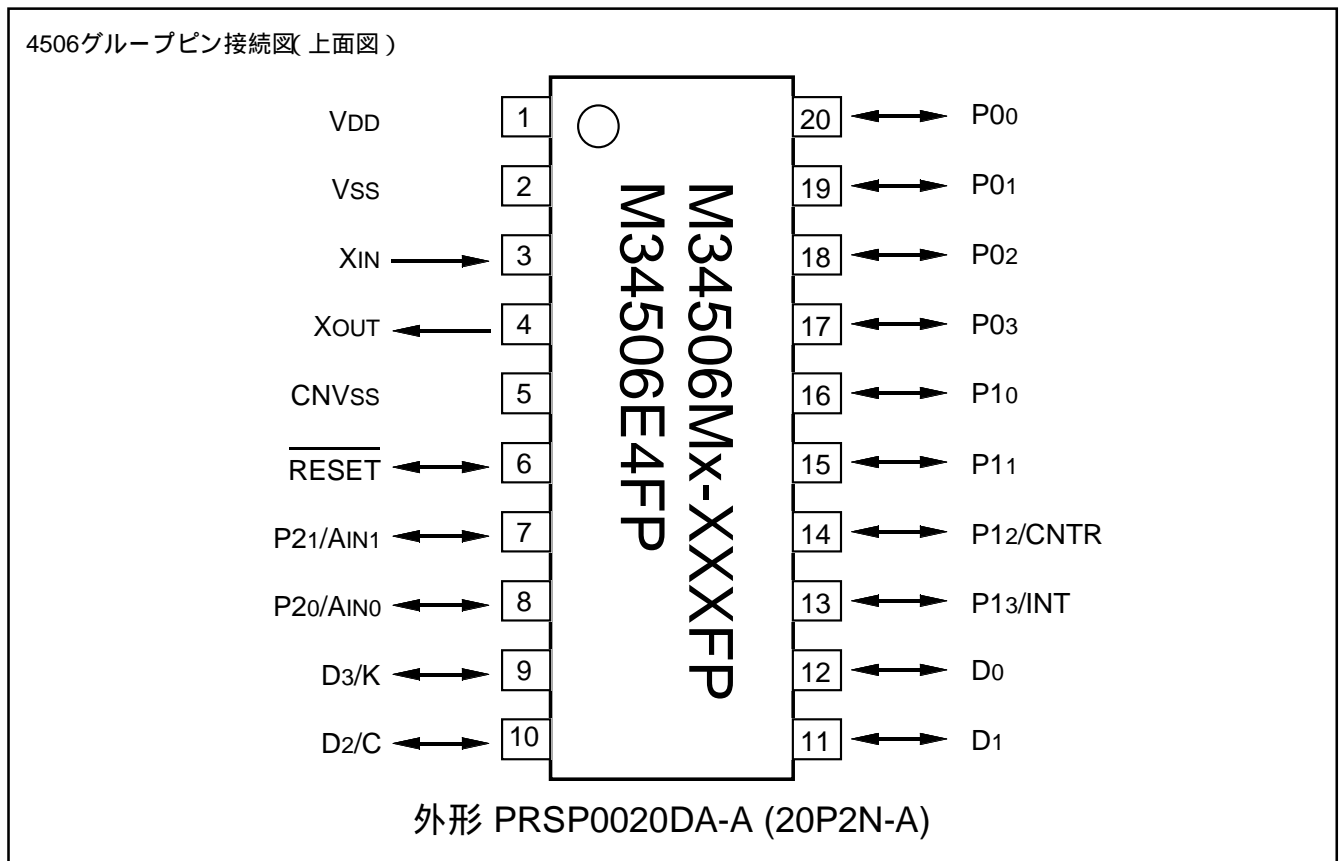 4506グループピン接続図(上面図)
VDD 1 20 P00
VSS 2 19 P01
XIN 3 18 P02
XOUT 4 17 P03
CNVSS 5 16 P10
RESET 6 15 P11
P21/AIN1 7 14 P12/CNTR
P20/AIN0 8 13 P13/INT
D3/K 9 12 D0
D2/C 10 11 D1
M34506Mx-XXXFP
M34506E4FP
外形 PRSP0020DA-A (20P2N-A)